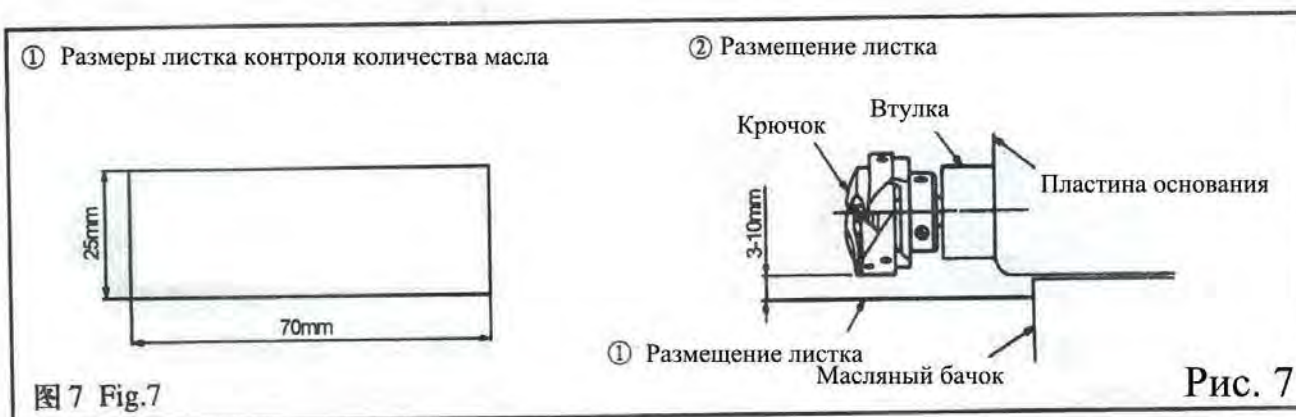 ① Размеры листка контроля количества масла
25mm
70mm
图 7 Fig.7
② Размещение листка
Крючок
Втулка
Пластина основания
3-10mm
① Размещение листка
Масляный бачок
Рис. 7